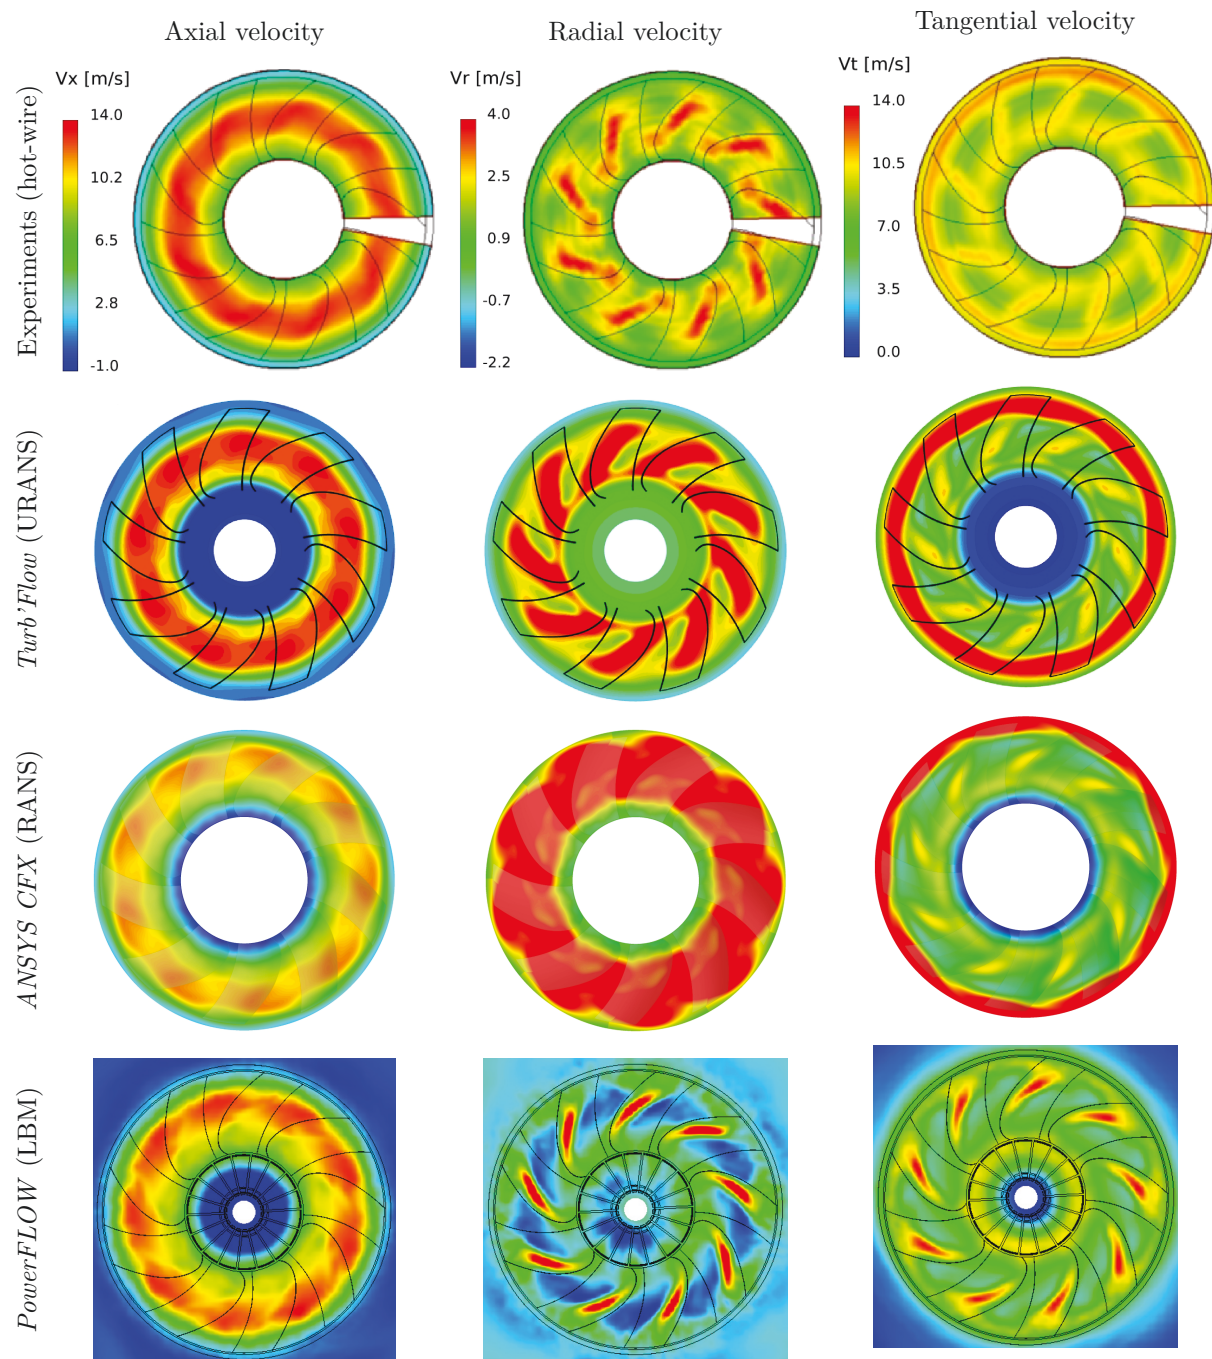 Axial velocity
Radial velocity
Tangential velocity
Experiments (hot-wire)
Vx [m/s]
14.0
10.2
6.5
2.8
-1.0
Vr [m/s]
4.0
2.5
0.9
-0.7
-2.2
Vt [m/s]
14.0
10.5
7.0
3.5
0.0
Turb'Flow (URANS)
ANSYS CFX (RANS)
PowerFLOW (LBM)